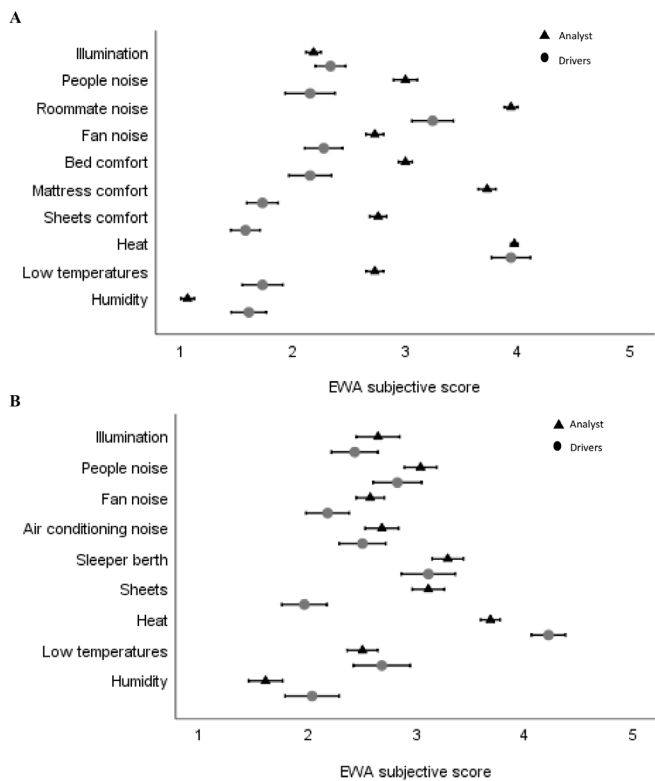 A
Analyst
Drivers
Illumination
People noise
Roommate noise
Fan noise
Bed comfort
Mattress comfort
Sheets comfort
Heat
Low temperatures
Humidity
1 2 3 4 5
EWA subjective score
B
Analyst
Drivers
Illumination
People noise
Fan noise
Air conditioning noise
Sleeper berth
Sheets
Heat
Low temperatures
Humidity
1 2 3 4 5
EWA subjective score